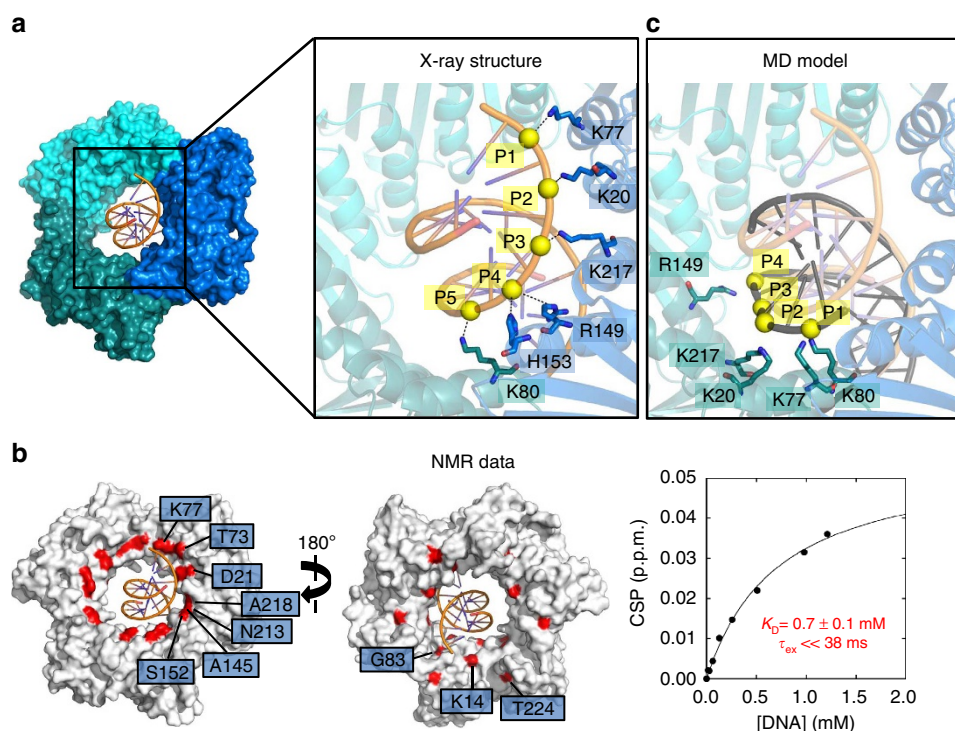 a
X-ray structure
K77
P1
P2
K20
P3
K217
P4
P5
R149
H153
K80
c
MD model
R149
P4
P3
P2
P1
K217
K20
K77
K80
b
NMR data
K77
T73
D21
A218
N213
A145
S152
180°
G83
K14
T224
CSP (p.p.m.)
0.05
0.04
0.03
0.02
0.01
0.00
K_D = 0.7 ± 0.1 mM
τ_ex << 38 ms
0.0 0.5 1.0 1.5 2.0
[DNA] (mM)